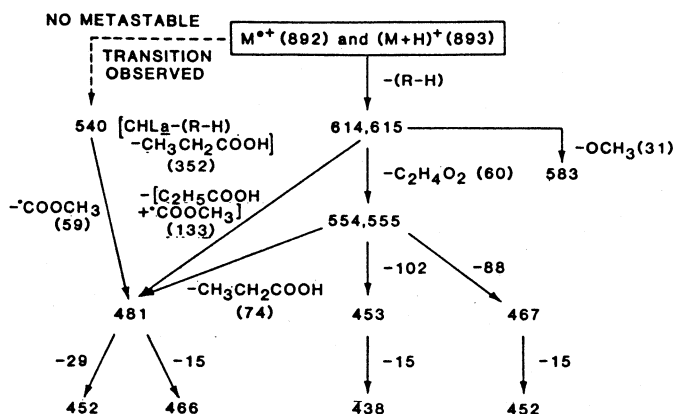 NO METASTABLE
TRANSITION
OBSERVED
M•+ (892) and (M+H)+ (893)
-(R-H)
540 [CHLa-(R-H)
-CH3CH2COOH]
(352)
614,615
-OCH3(31)
583
-C2H4O2 (60)
-•COOCH3
(59)
-[C2H5COOH
+•COOCH3]
(133)
554,555
-CH3CH2COOH
(74)
-102
-88
481
453
467
-29
-15
-15
-15
452
466
438
452